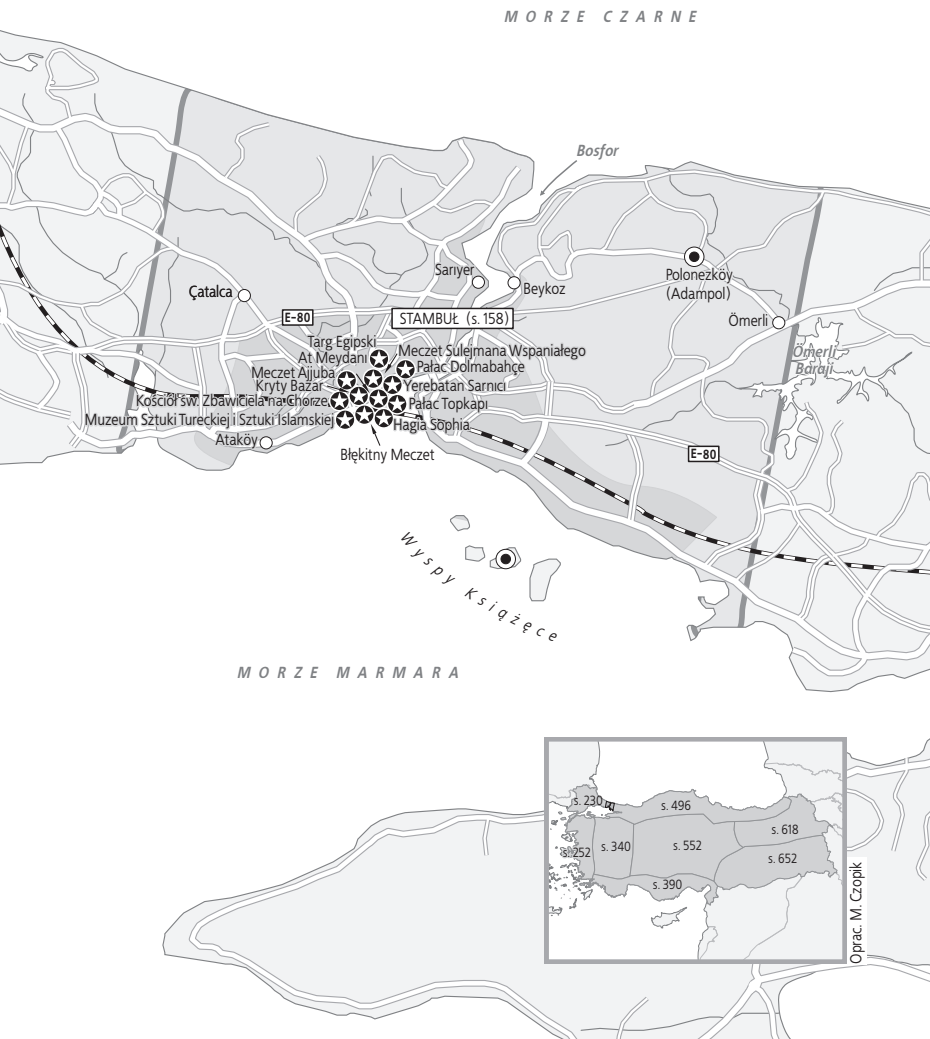 MORZE CZARNE
Bosfor
Sarıyer
Polonezköy
(Adampol)
Beykoz
Çatalca
E-80
STAMBUŁ (s. 158)
Ömerli
Targ Egipski
At Meydanı
Meczet Sulejmana Wspaniałego
Ömerli
Barajı
Meczet Ajjuba
Pałac Dolmabahçe
Kryty Bazar
Yerebatan Sarnıcı
Kościół św. Zbawiciela na Chorze
Pałac Topkapı
Muzeum Sztuki Tureckiej i Sztuki Islamskiej
Hagia Sophia
Ataköy
Błękitny Meczet
E-80
Wyspy Książęce
MORZE MARMARA
s. 230
s. 496
s. 618
s. 252
s. 340
s. 552
s. 652
s. 390
Oprac. M. Czopik